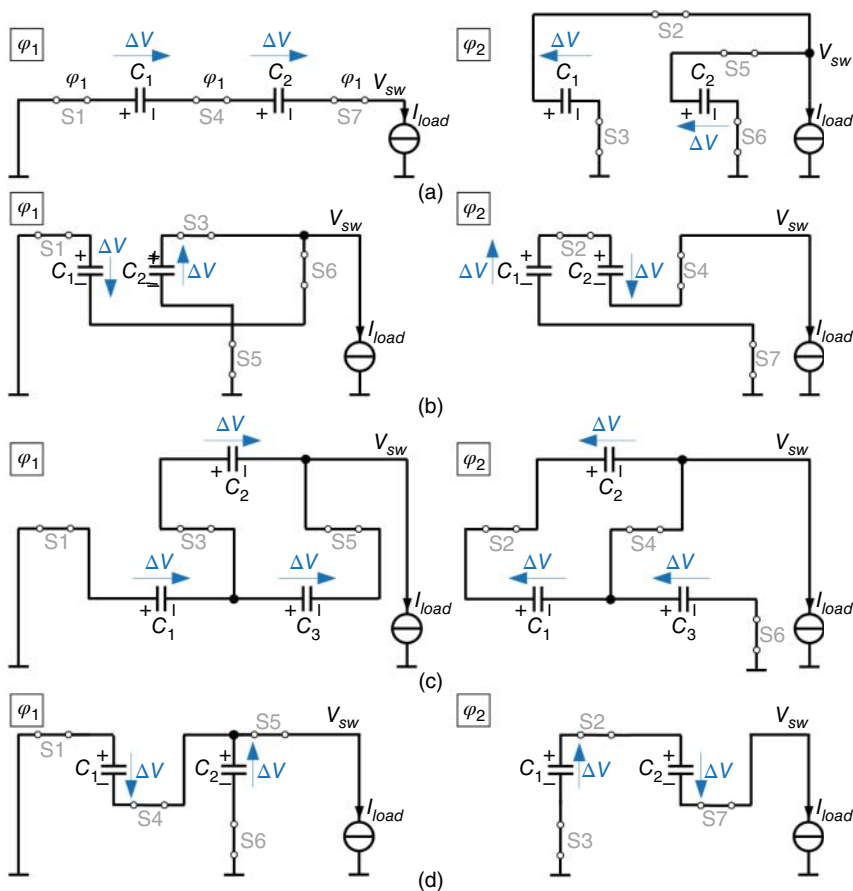 φ1 ΔV ΔV φ2 S2 ΔV
C1 C2 Vsw
φ1 φ1 φ1 Vsw C1 S5 C2 Iload
+ + +
S1 S4 S7 Iload + ΔV + S3 S6
(a)
φ1 S3 Vsw φ2 Vsw
S1 + ΔV + ΔV S6 + S2 + S4
C1 – C2 – ΔV C1 – C2 – ΔV
Iload Iload
S5 S7
(b)
φ1 ΔV Vsw φ2 ΔV Vsw
+ C2 + C2
S1 S3 S5 S2 S4
ΔV ΔV ΔV ΔV
Iload Iload
+ C1 + C3 + C1 + C3 S6
(c)
φ1 S5 Vsw φ2 S2 Vsw
S1 + + + +
C1 – ΔV C2 – ΔV C1 – ΔV C2 – ΔV
S4 S7
Iload Iload
S6 S3
(d)